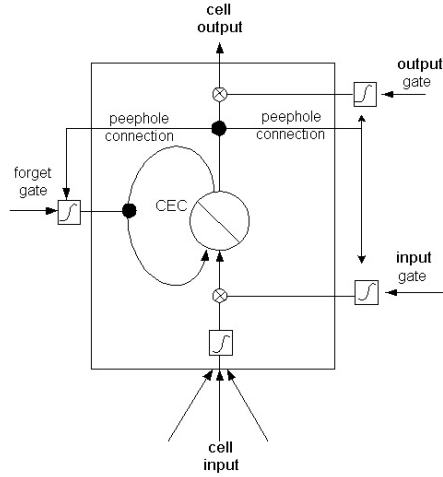 cell
output
output
gate
peephole
connection
peephole
connection
forget
gate
CEC
input
gate
cell
input